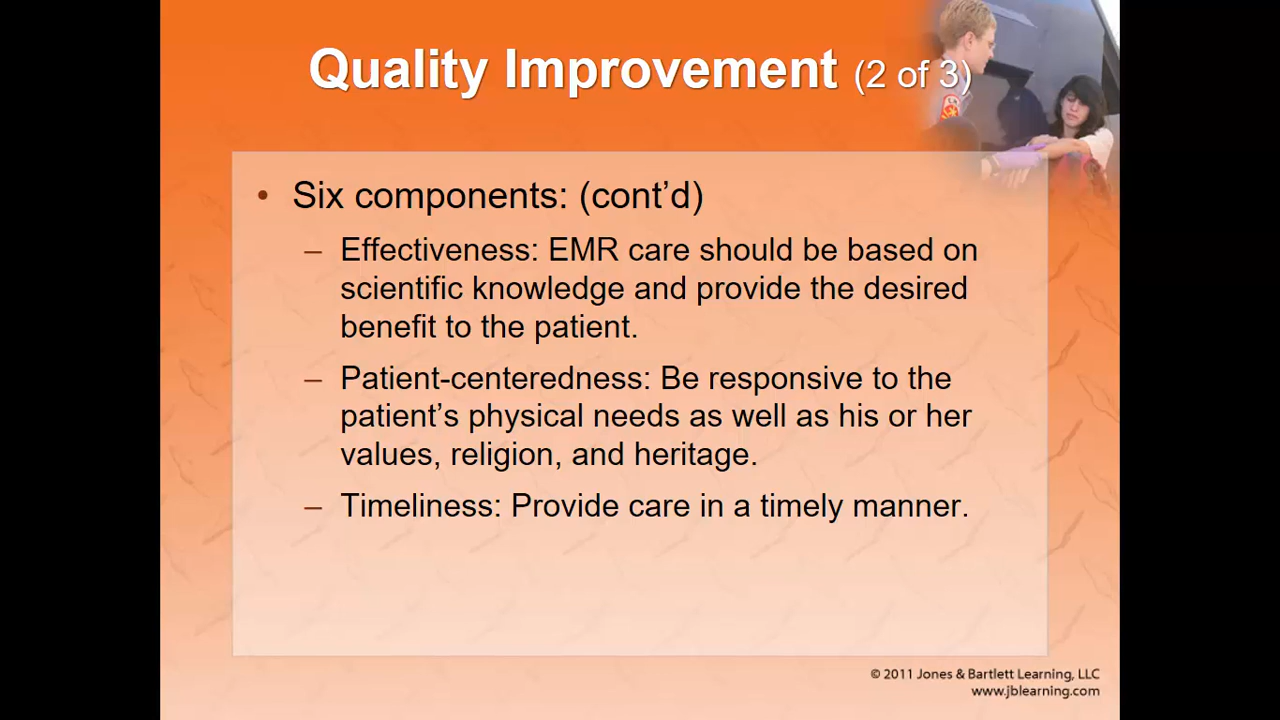 Quality Improvement (2 of 3)
• Six components: (cont’d)
– Effectiveness: EMR care should be based on
scientific knowledge and provide the desired
benefit to the patient.
– Patient-centeredness: Be responsive to the
patient’s physical needs as well as his or her
values, religion, and heritage.
– Timeliness: Provide care in a timely manner.
© 2011 Jones & Bartlett Learning, LLC
www.jblearning.com